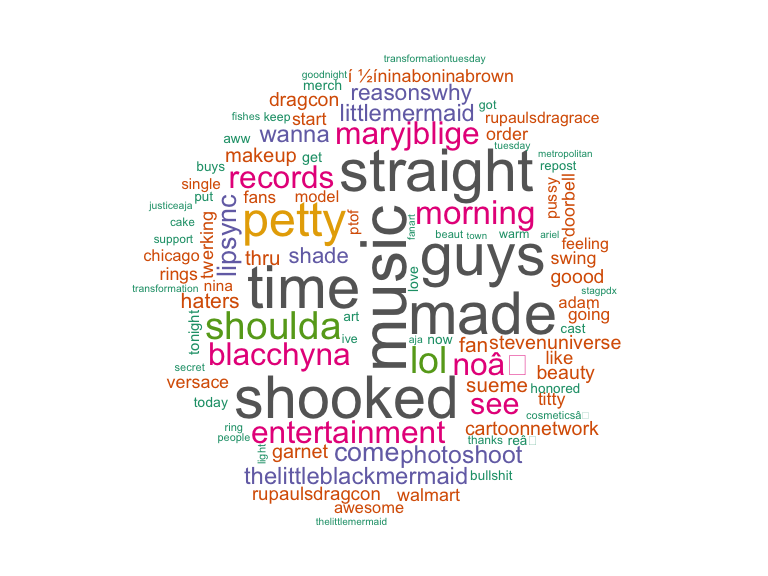 transformationtuesday
goodnight í ½íninaboninabrown
merch reasonswhy
dragcon littlemermaid got
fishes keep start rupaulsdragrace
aww wanna maryjblige order
tuesday
makeup get straight metropolitan
buys records repost
single fans model pussy doorbell
put
justiceaja petty ptof music fanart morning
cake lipsync twerking
support beaut town warm ariel
chicago thru shade guys feeling
rings swing
transformation nina time love goood
haters made stagpdx
adam
tonight shoulda art going
ive aja now cast
fan stevenuniverse
blacchyna lol noâ like
secret beauty
versace shooked sueme honored
today see titty
cosmeticsâ
ring entertainment cartoonnetwork
people thanks reâ
light garnet come photoshoot
thelittleblackmermaid bullshit
rupaulsdragcon walmart
awesome
thelittlemermaid